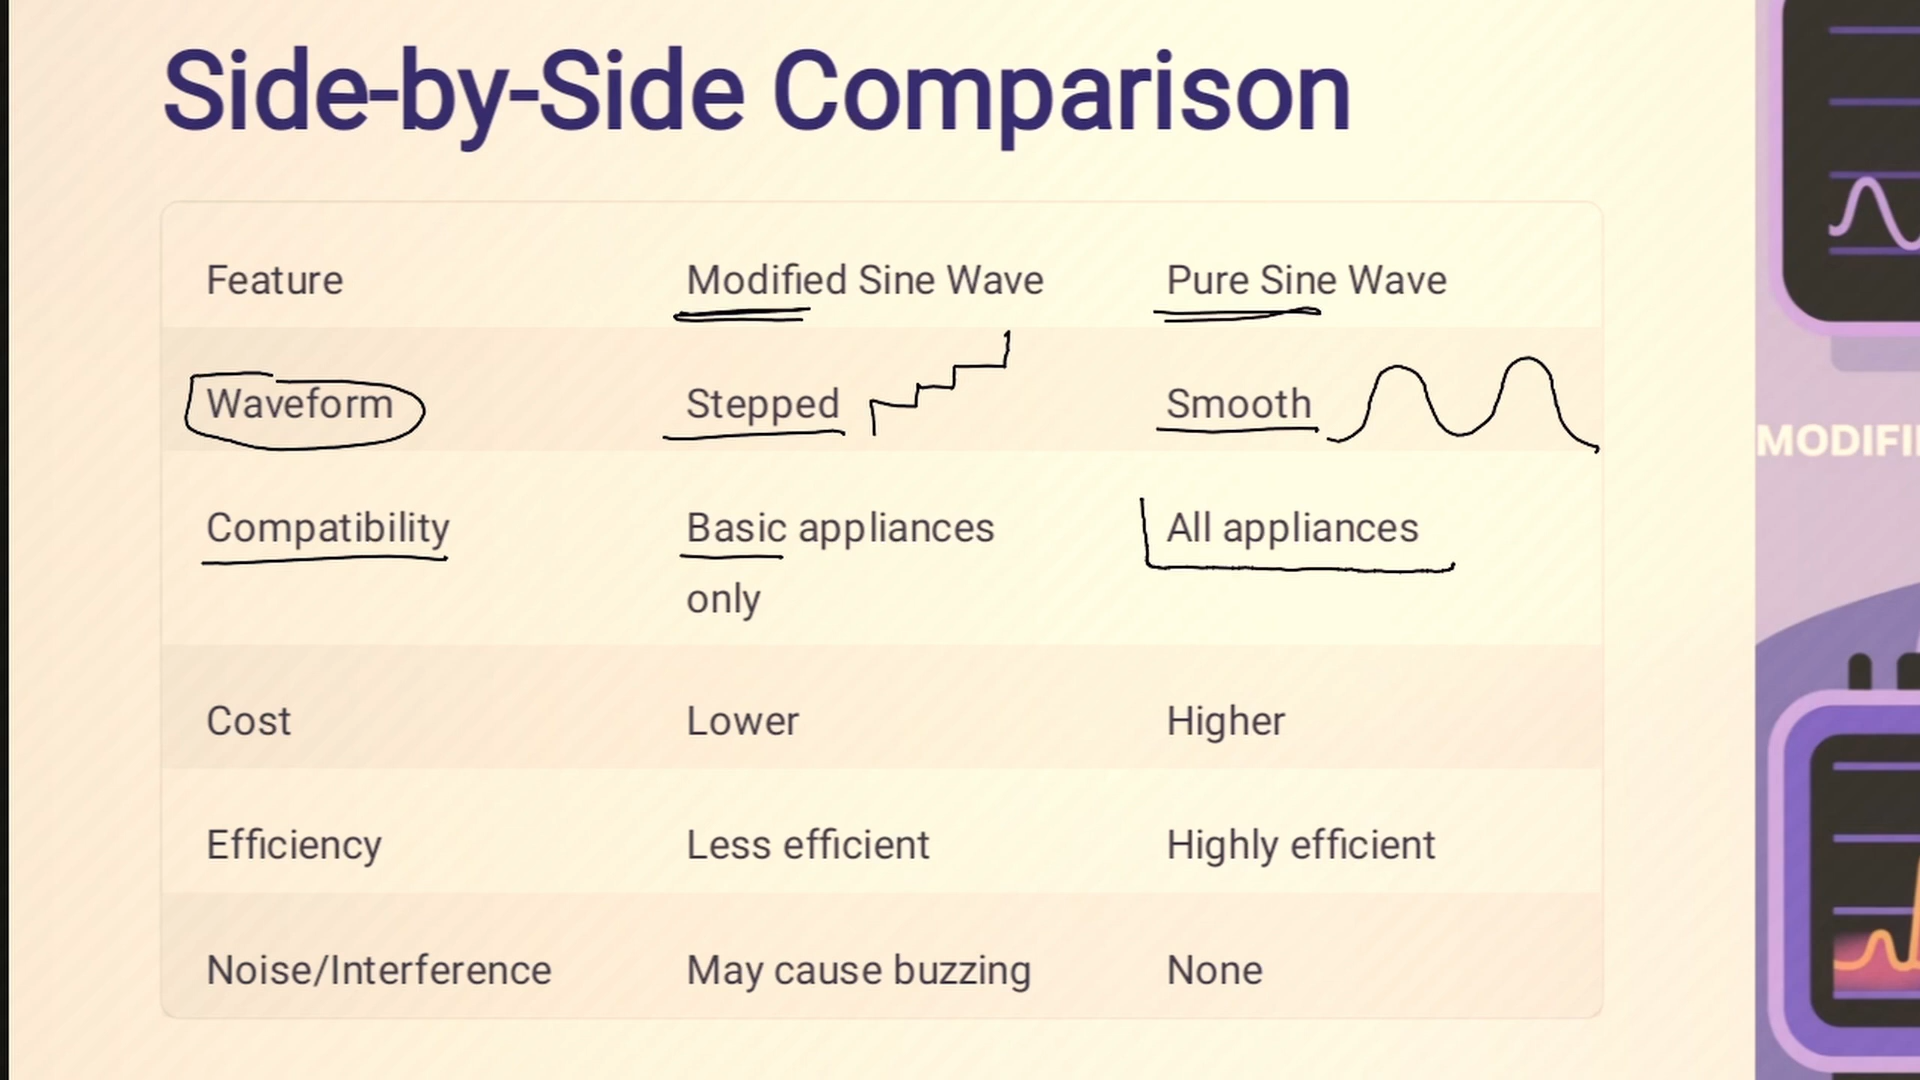 Side-by-Side Comparison
Feature Modified Sine Wave Pure Sine Wave
Waveform Stepped Smooth
Compatibility Basic appliances All appliances
only
Cost Lower Higher
Efficiency Less efficient Highly efficient
Noise/Interference May cause buzzing None